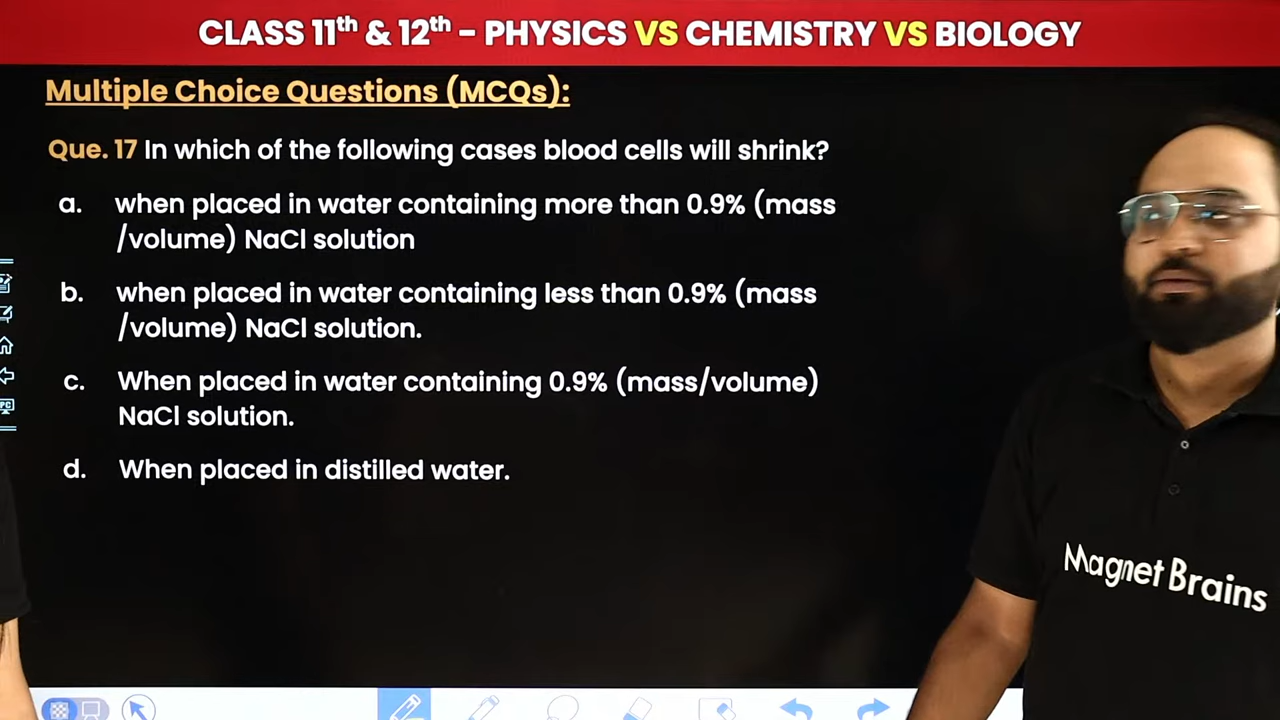 CLASS 11th & 12th - PHYSICS VS CHEMISTRY VS BIOLOGY
Multiple Choice Questions (MCQs):
Que. 17 In which of the following cases blood cells will shrink?
a. when placed in water containing more than 0.9% (mass
/volume) NaCl solution
b. when placed in water containing less than 0.9% (mass
/volume) NaCl solution.
c. When placed in water containing 0.9% (mass/volume)
NaCl solution.
d. When placed in distilled water.
Magnet Brains
PC